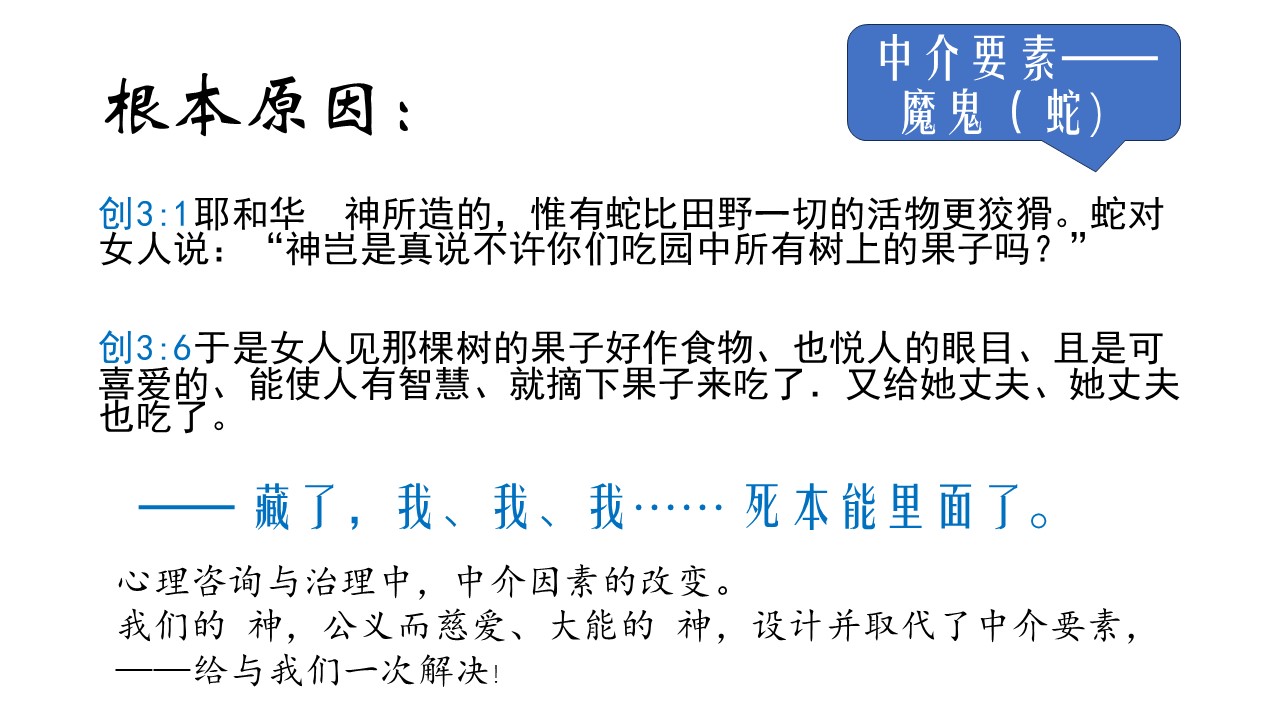 根本原因：
中介要素——
魔鬼（蛇）
创3:1耶和华　神所造的，惟有蛇比田野一切的活物更狡猾。蛇对
女人说：“神岂是真说不许你们吃园中所有树上的果子吗？”
创3:6于是女人见那棵树的果子好作食物、也悦人的眼目、且是可
喜爱的、能使人有智慧、就摘下果子来吃了．又给她丈夫、她丈夫
也吃了。
——藏了，我、我、我……死本能里面了。
心理咨询与治理中，中介因素的改变。
我们的 神，公义而慈爱、大能的 神，设计并取代了中介要素，
——给与我们一次解决！